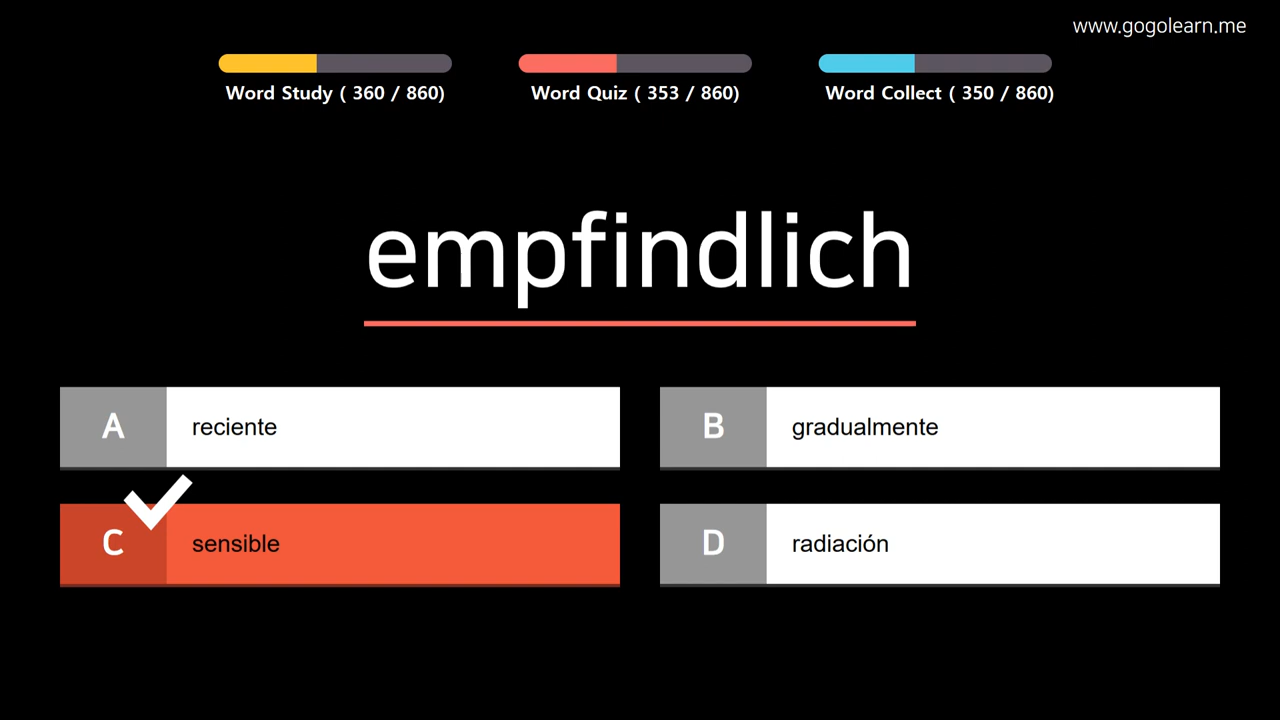 www.gogolearn.me
Word Study ( 360 / 860)
Word Quiz ( 353 / 860)
Word Collect ( 350 / 860)
empfindlich
A reciente
B gradualmente
C sensible
D radiación